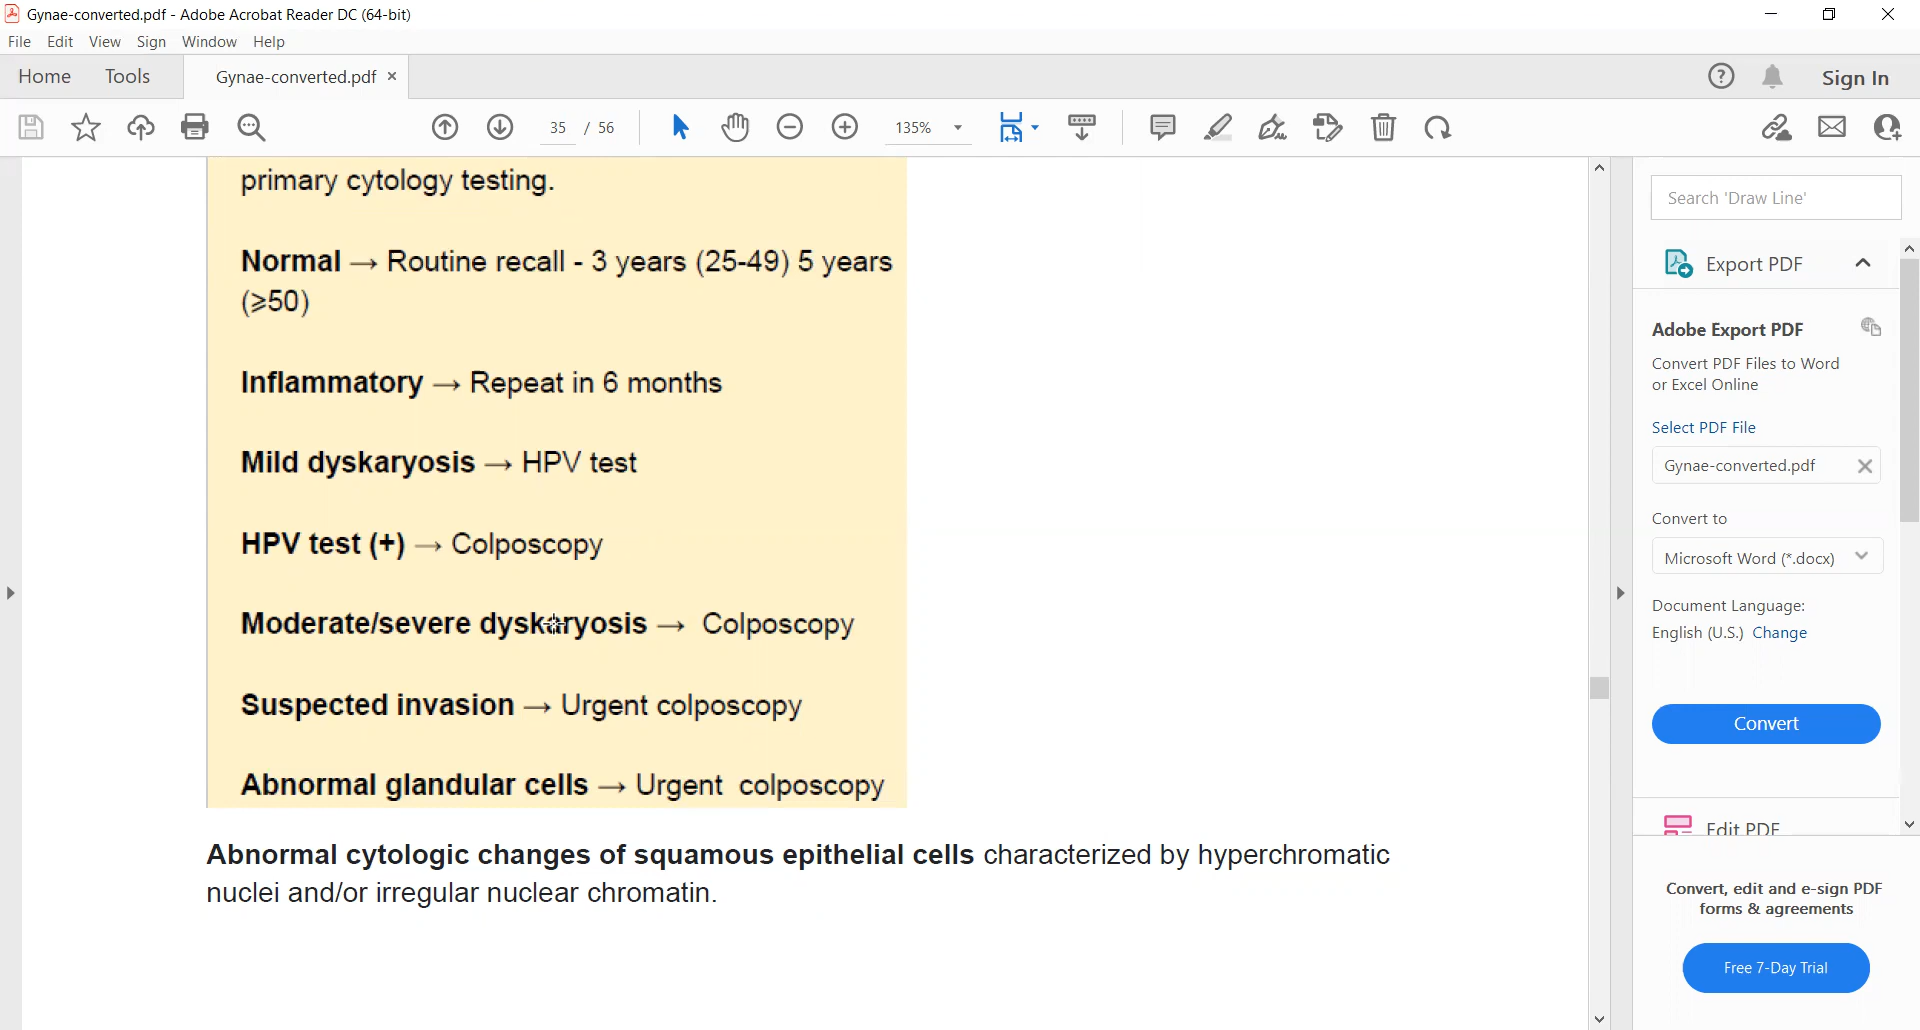 Gynae-converted.pdf - Adobe Acrobat Reader DC (64-bit)
File Edit View Sign Window Help
Home Tools Gynae-converted.pdf × Sign In
35 / 56 135%
primary cytology testing.
Normal → Routine recall - 3 years (25-49) 5 years
(≥50)
Inflammatory → Repeat in 6 months
Mild dyskaryosis → HPV test
HPV test (+) → Colposcopy
Moderate/severe dyskaryosis → Colposcopy
Suspected invasion → Urgent colposcopy
Abnormal glandular cells → Urgent colposcopy
Abnormal cytologic changes of squamous epithelial cells characterized by hyperchromatic
nuclei and/or irregular nuclear chromatin.
Search 'Draw Line'
Export PDF
Adobe Export PDF
Convert PDF Files to Word
or Excel Online
Select PDF File
Gynae-converted.pdf
Convert to
Microsoft Word (*.docx)
Document Language:
English (U.S.) Change
Convert
Edit PDF
Convert, edit and e-sign PDF
forms & agreements
Free 7-Day Trial